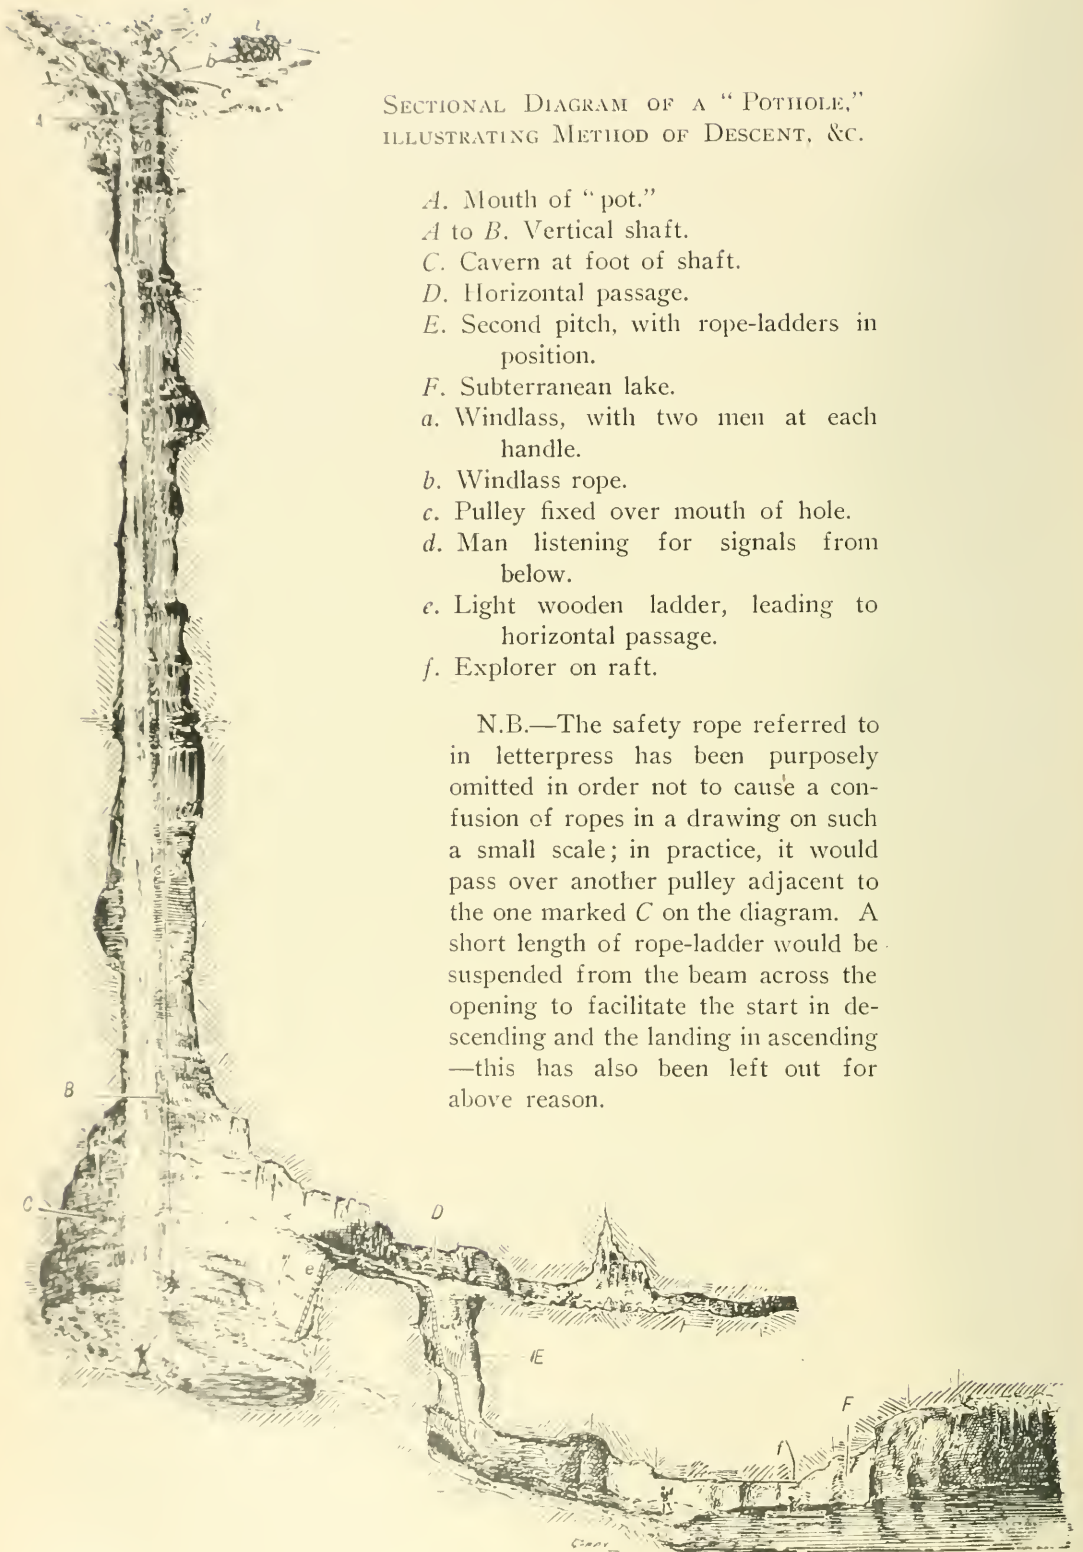 d
b
c
A
SECTIONAL DIAGRAM OF A “ POTHOLE,”
ILLUSTRATING METHOD OF DESCENT, &C.
A. Mouth of “ pot.”
A to B. Vertical shaft.
C. Cavern at foot of shaft.
D. Horizontal passage.
E. Second pitch, with rope-ladders in
position.
F. Subterranean lake.
a. Windlass, with two men at each
handle.
b. Windlass rope.
c. Pulley fixed over mouth of hole.
d. Man listening for signals from
below.
e. Light wooden ladder, leading to
horizontal passage.
f. Explorer on raft.
N.B.—The safety rope referred to
in letterpress has been purposely
omitted in order not to cause a con-
fusion of ropes in a drawing on such
a small scale; in practice, it would
pass over another pulley adjacent to
the one marked C on the diagram. A
short length of rope-ladder would be
suspended from the beam across the
opening to facilitate the start in de-
scending and the landing in ascending
—this has also been left out for
above reason.
B
C
D
e
E
F
f